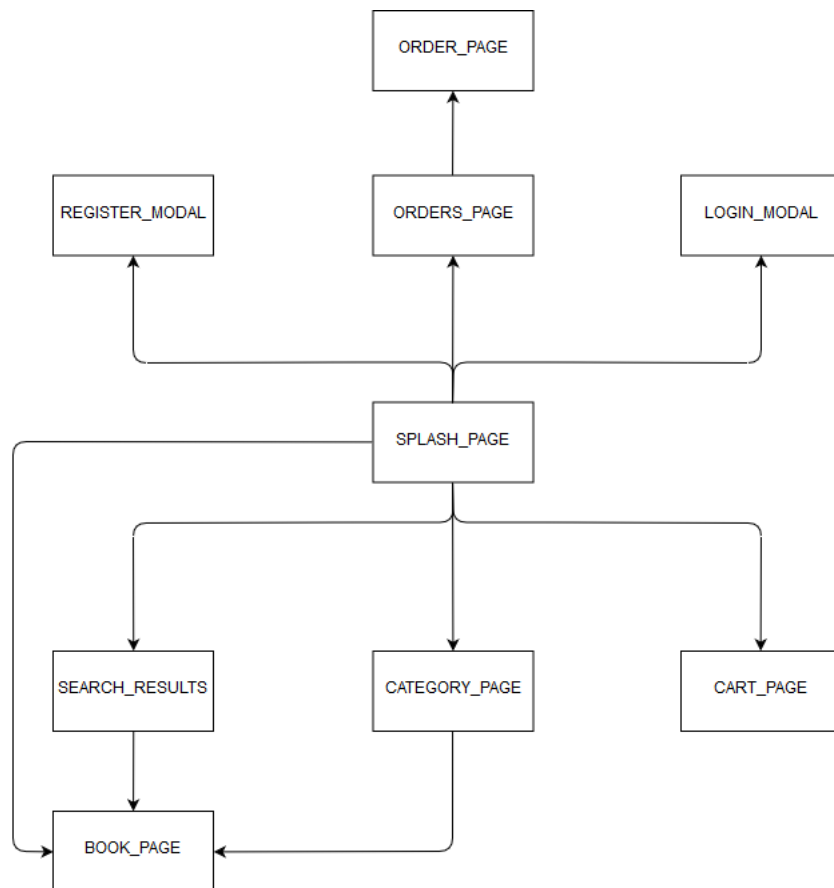 ORDER_PAGE
REGISTER_MODAL
ORDERS_PAGE
LOGIN_MODAL
SPLASH_PAGE
SEARCH_RESULTS
CATEGORY_PAGE
CART_PAGE
BOOK_PAGE